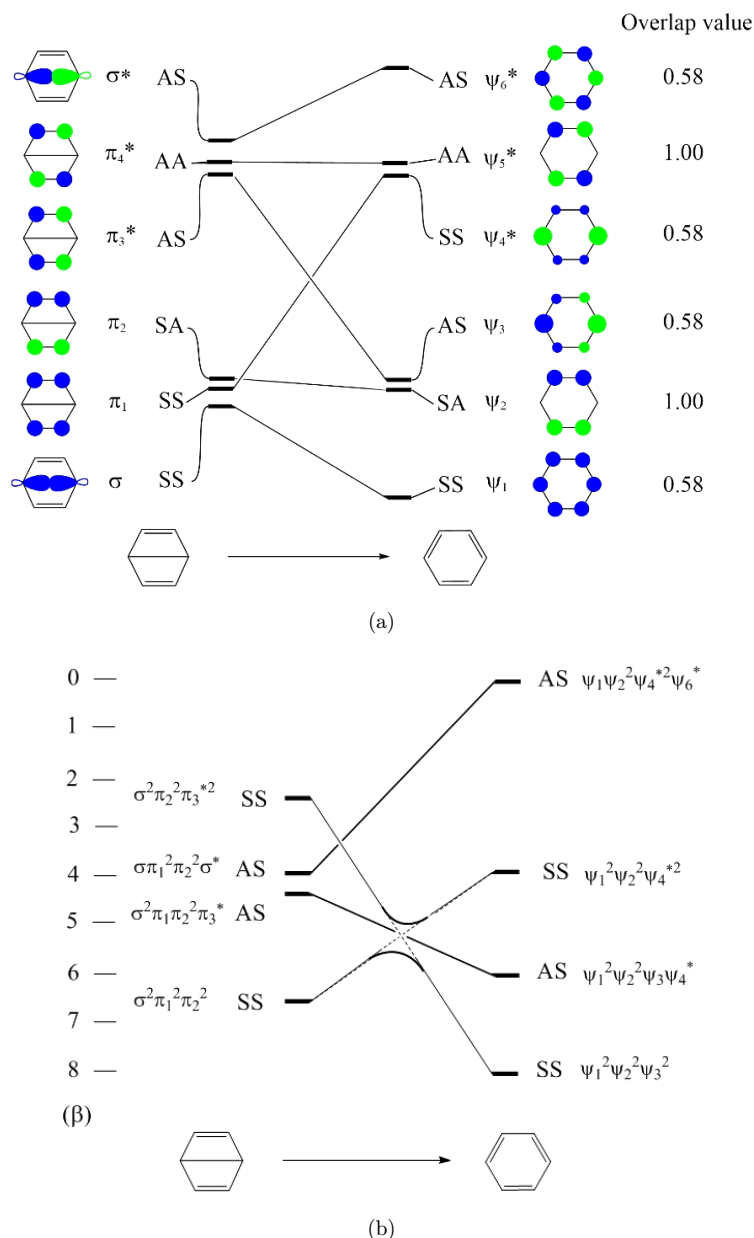 Overlap value
σ* AS AS ψ₆* 0.58
π₄* AA AA ψ₅* 1.00
π₃* AS SS ψ₄* 0.58
π₂ SA AS ψ₃ 0.58
π₁ SS SA ψ₂ 1.00
σ SS SS ψ₁ 0.58
(a)
0 AS ψ₁ψ₂²ψ₄*²ψ₆*
1
2
σ²π₂²π₃*² SS
3
4 σπ₁²π₂²σ* AS SS ψ₁²ψ₂²ψ₄*²
5 σ²π₁π₂²π₃* AS
6 AS ψ₁²ψ₂²ψ₃ψ₄*
σ²π₁²π₂² SS
7
8 SS ψ₁²ψ₂²ψ₃²
(β)
(b)